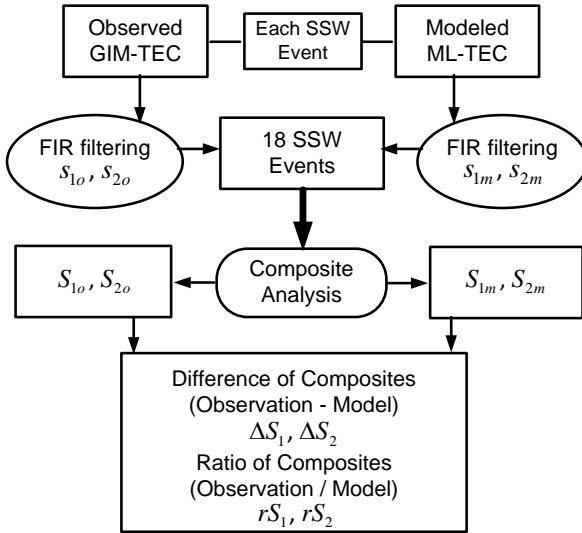 Observed
GIM-TEC
Each SSW
Event
Modeled
ML-TEC
FIR filtering
s₁ₒ, s₂ₒ
18 SSW
Events
FIR filtering
s₁ₘ, s₂ₘ
S₁ₒ, S₂ₒ
Composite
Analysis
S₁ₘ, S₂ₘ
Difference of Composites
(Observation - Model)
ΔS₁, ΔS₂
Ratio of Composites
(Observation / Model)
rS₁, rS₂